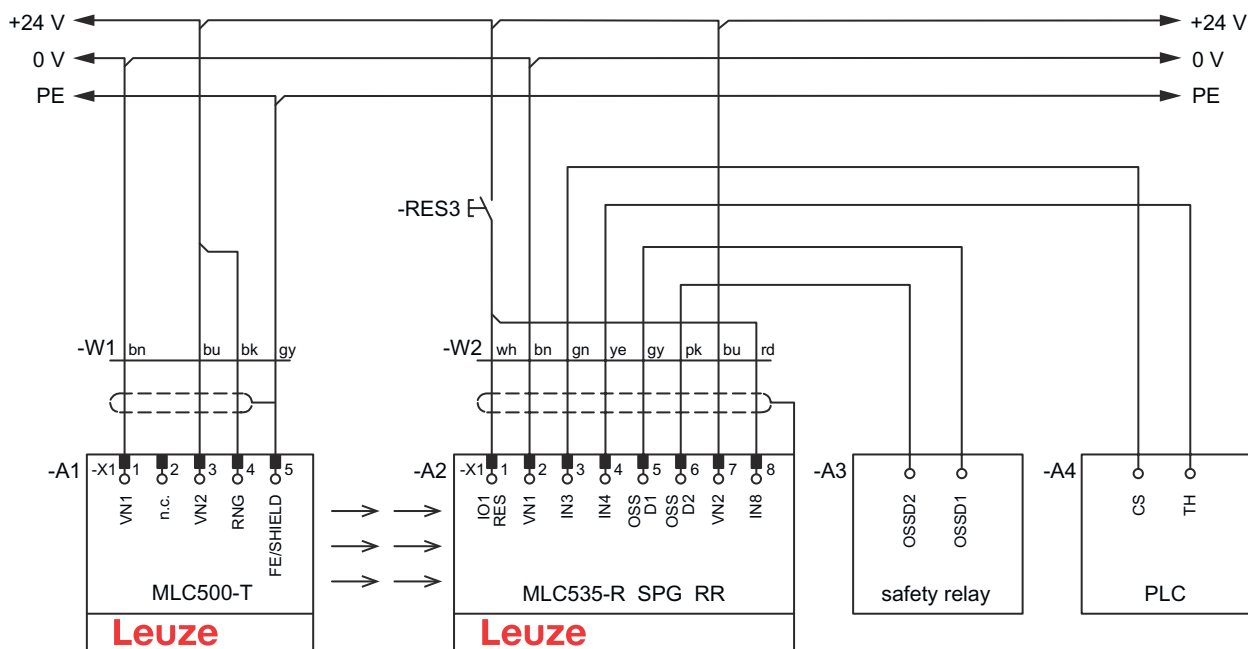 +24 V
+24 V
0 V
0 V
PE
PE
-RES3
-W1 bn bu bk gy
-W2 wh bn gn ye gy pk bu rd
-A1 -X1 1 2 3 4 5
-A2 -X1 1 2 3 4 5 6 7 8
-A3
-A4
VN1
n.c.
VN2
RNG
FE/SHIELD
IO1
RES
VN1
IN3
IN4
OSS
D1
OSS
D2
VN2
IN8
OSSD2
OSSD1
CS
TH
MLC500-T
MLC535-R SPG RR
safety relay
PLC
Leuze
Leuze